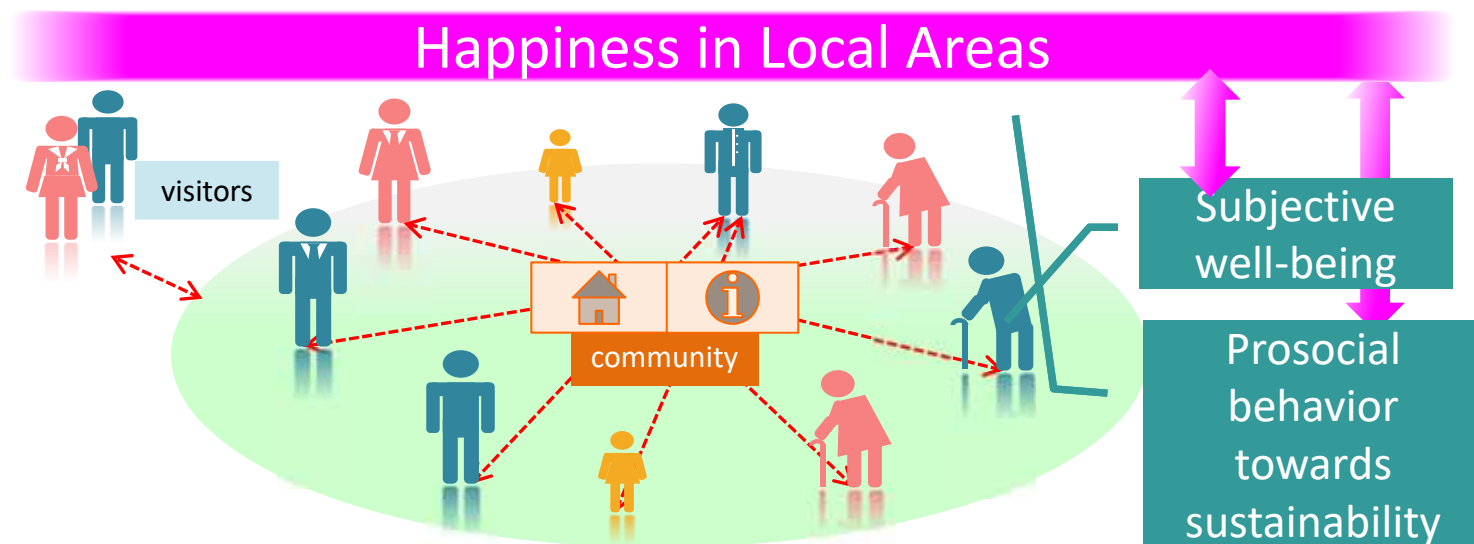 Happiness in Local Areas
visitors
community
Subjective
well-being
Prosocial
behavior
towards
sustainability